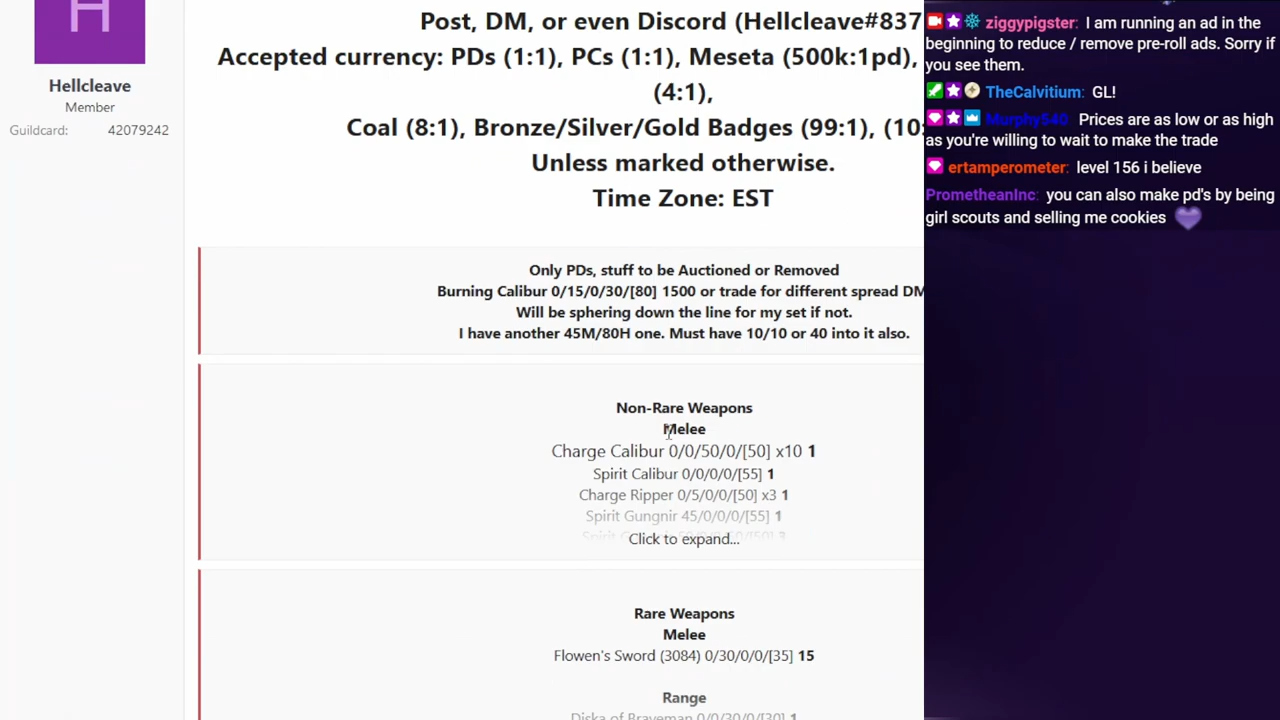 H
Hellcleave
Member
Guildcard: 42079242
Post, DM, or even Discord (Hellcleave#837
Accepted currency: PDs (1:1), PCs (1:1), Meseta (500k:1pd),
(4:1),
Coal (8:1), Bronze/Silver/Gold Badges (99:1), (10:
Unless marked otherwise.
Time Zone: EST
Only PDs, stuff to be Auctioned or Removed
Burning Calibur 0/15/0/30/[80] 1500 or trade for different spread DM
Will be sphering down the line for my set if not.
I have another 45M/80H one. Must have 10/10 or 40 into it also.
Non-Rare Weapons
Melee
Charge Calibur 0/0/50/0/[50] x10 1
Spirit Calibur 0/0/0/0/[55] 1
Charge Ripper 0/5/0/0/[50] x3 1
Spirit Gungnir 45/0/0/0/[55] 1
Click to expand...
Rare Weapons
Melee
Flowen's Sword (3084) 0/30/0/0/[35] 15
Range
Diska of Braveman 0/0/30/0/[30] 1
ziggypigster: I am running an ad in the
beginning to reduce / remove pre-roll ads. Sorry if
you see them.
TheCalvitium: GL!
Murphy540: Prices are as low or as high
as you're willing to wait to make the trade
ertamperometer: level 156 i believe
PrometheanInc: you can also make pd's by being
girl scouts and selling me cookies